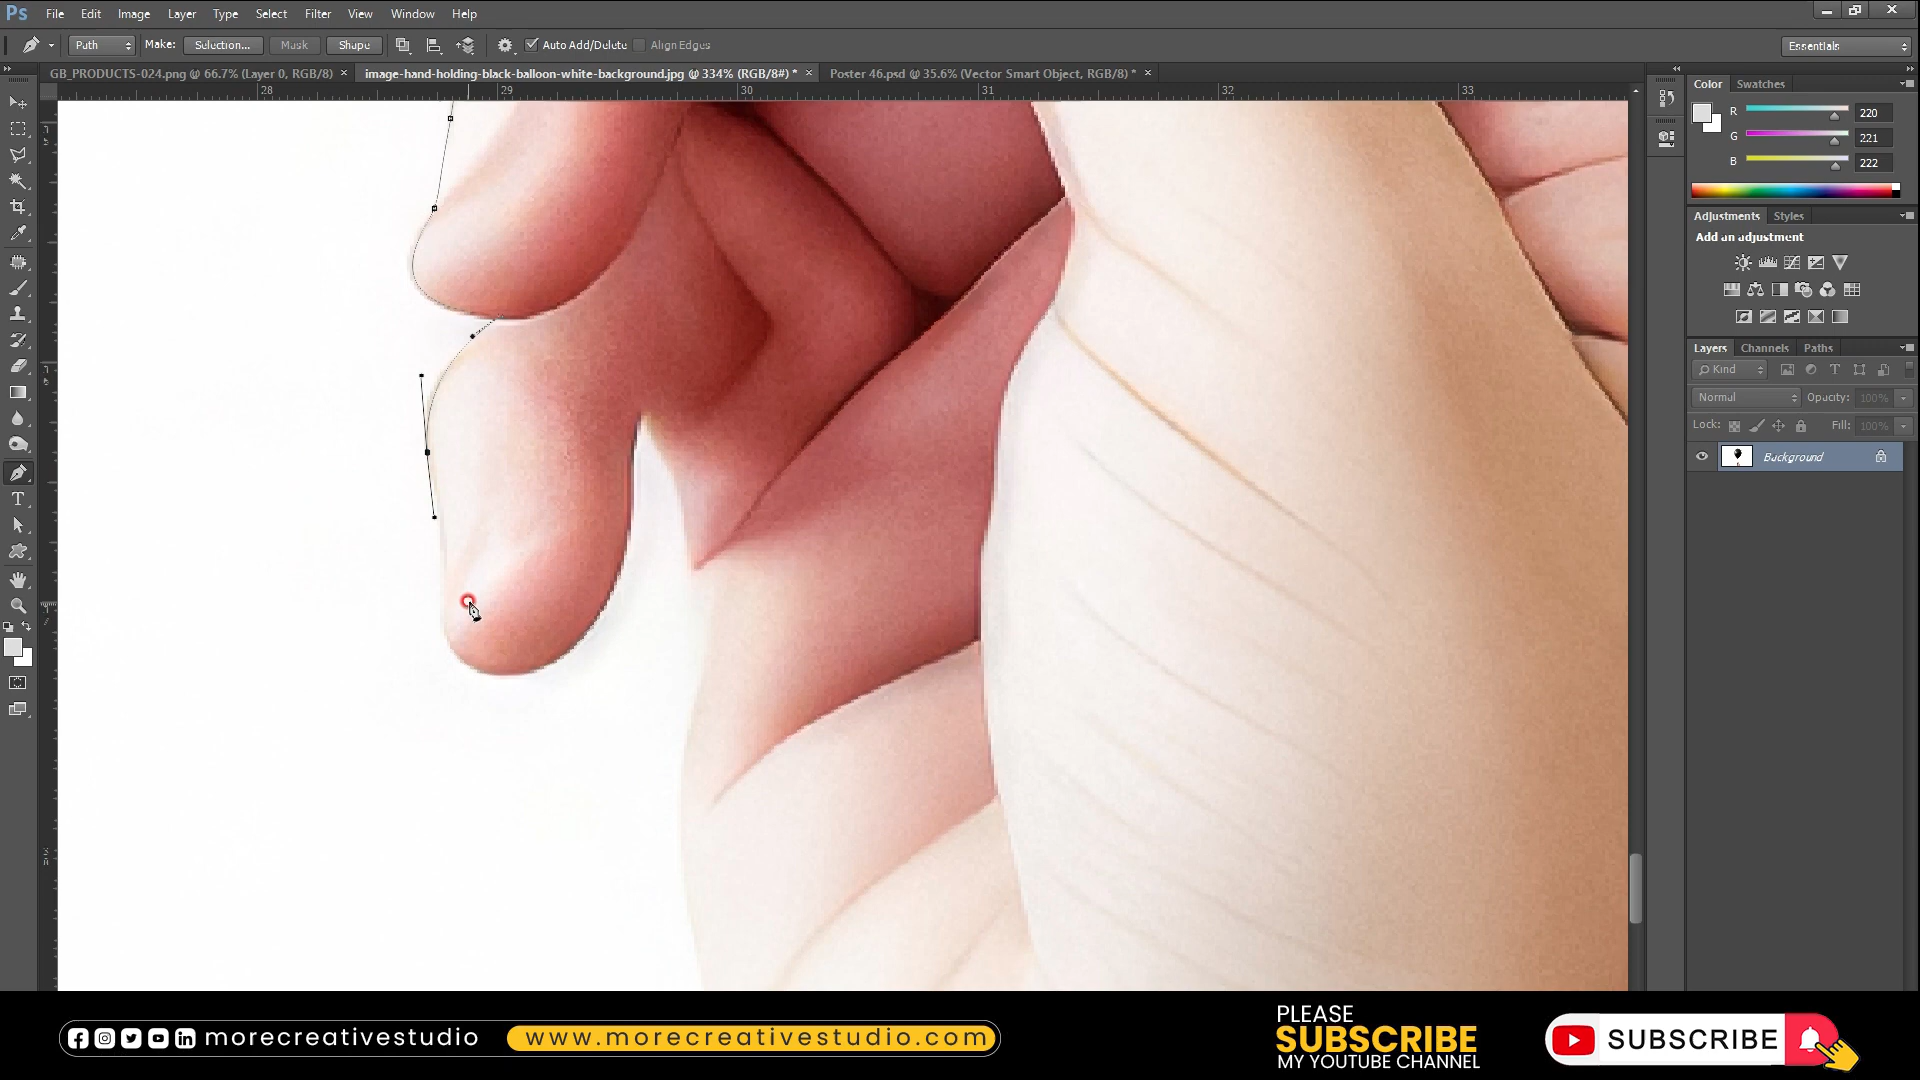 Ps File Edit Image Layer Type Select Filter View Window Help
Path Make: Selection... Mask Shape Auto Add/Delete Align Edges Essentials
GB_PRODUCTS-024.png @ 66.7% (Layer 0, RGB/8) × image-hand-holding-black-balloon-white-background.jpg @ 334% (RGB/8#) * × Poster 46.psd @ 35.6% (Vector Smart Object, RGB/8) * ×
28 29 30 31 32 33
Color Swatches
R 220
G 221
B 222
Adjustments Styles
Add an adjustment
Layers Channels Paths
Kind
Normal Opacity: 100%
Lock: Fill: 100%
Background
morecreativestudio
www.morecreativestudio.com
PLEASE
SUBSCRIBE
MY YOUTUBE CHANNEL
SUBSCRIBE